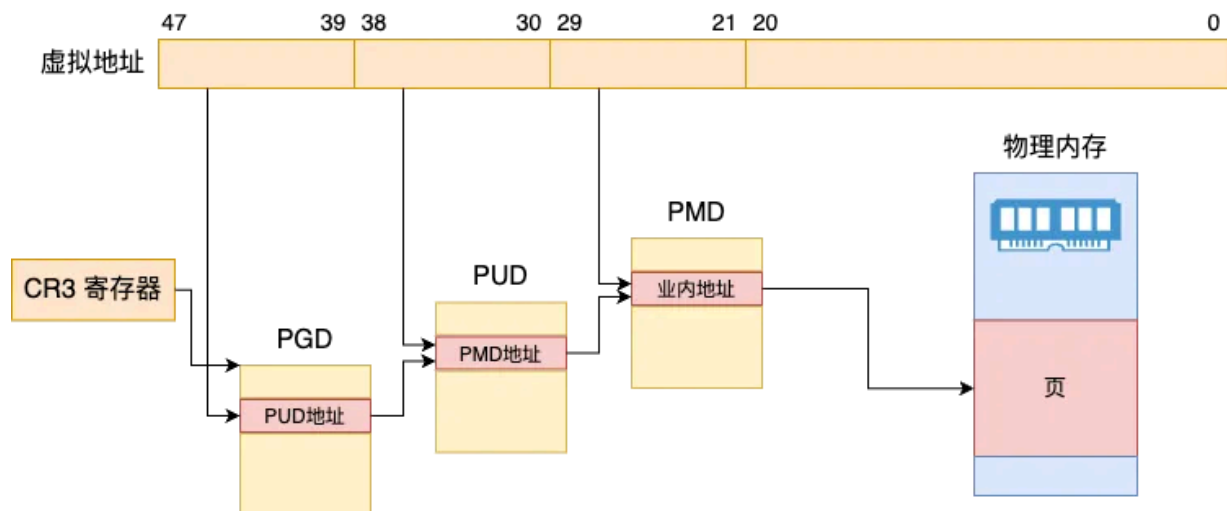 47 39 38 30 29 21 20 0
虚拟地址
物理内存
PMD
业内地址
CR3 寄存器
PUD
PMD地址
PGD
PUD地址
页